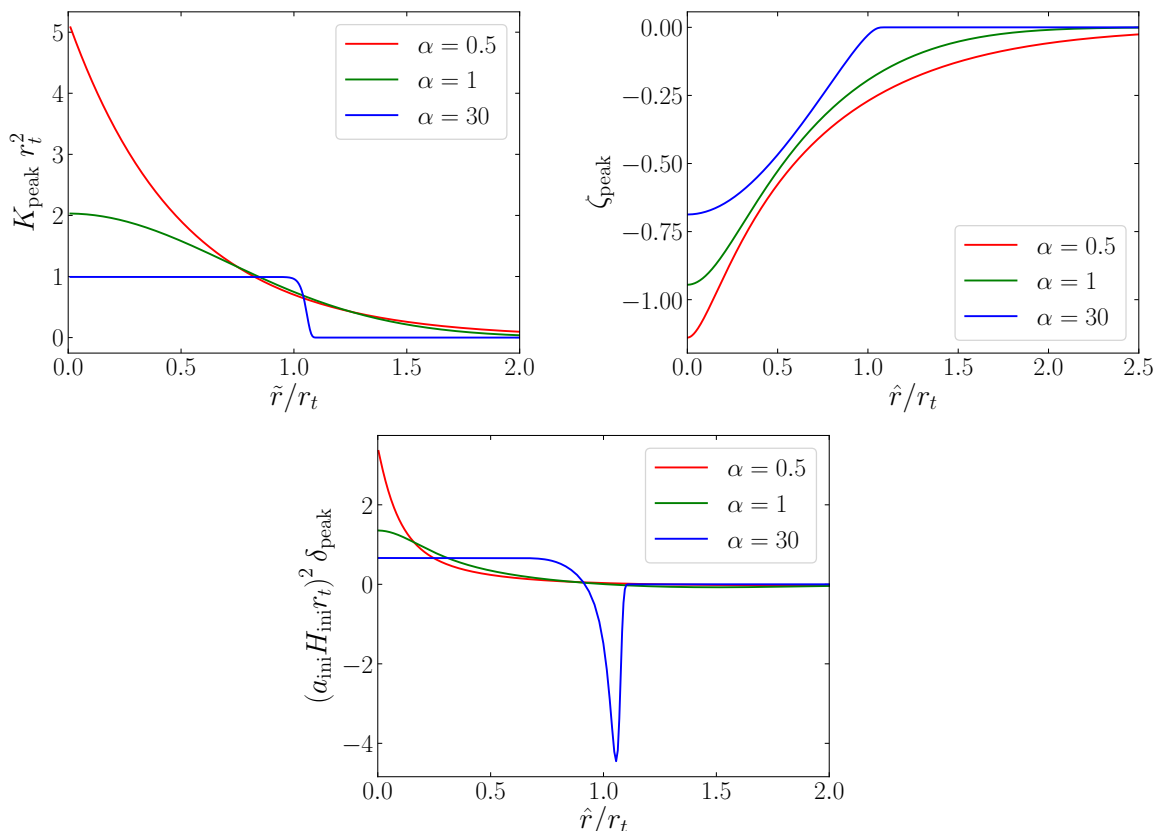 5
4
3
2
1
0
K_peak r_t^2
0.0 0.5 1.0 1.5 2.0
r̃/r_t
α = 0.5
α = 1
α = 30
0.00
−0.25
−0.50
−0.75
−1.00
ζ_peak
0.0 0.5 1.0 1.5 2.0 2.5
r̂/r_t
α = 0.5
α = 1
α = 30
2
0
−2
−4
(a_ini H_ini r_t)^2 δ_peak
0.0 0.5 1.0 1.5 2.0
r̂/r_t
α = 0.5
α = 1
α = 30